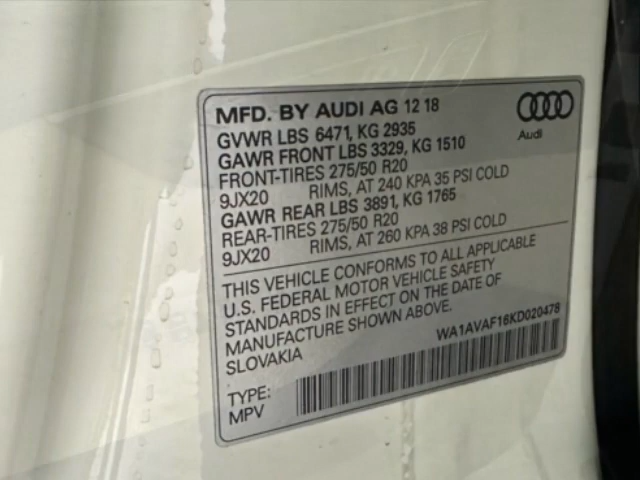 MFD. BY AUDI AG 12 18
GVWR LBS 6471, KG 2935
GAWR FRONT LBS 3329, KG 1510
FRONT-TIRES 275/50 R20
9JX20 RIMS, AT 240 KPA 35 PSI COLD
GAWR REAR LBS 3891, KG 1765
REAR-TIRES 275/50 R20
9JX20 RIMS, AT 260 KPA 38 PSI COLD
Audi
THIS VEHICLE CONFORMS TO ALL APPLICABLE
U.S. FEDERAL MOTOR VEHICLE SAFETY
STANDARDS IN EFFECT ON THE DATE OF
MANUFACTURE SHOWN ABOVE.
SLOVAKIA
WA1AVAF16KD020478
TYPE:
MPV